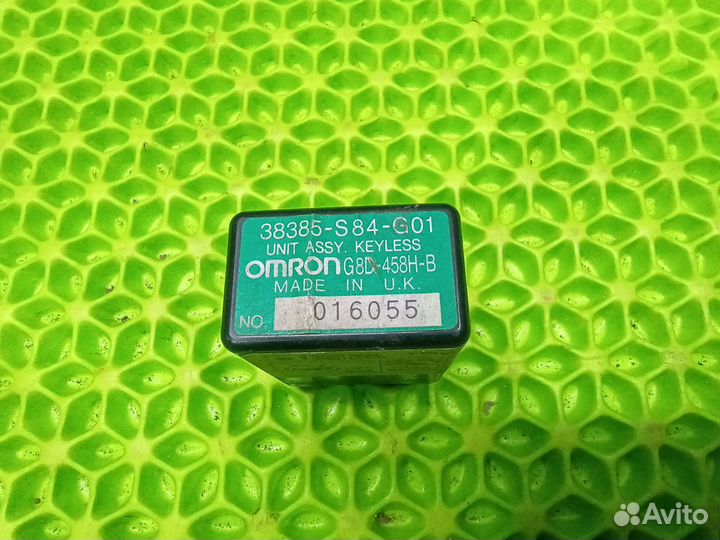 38385-S84-G01
UNIT ASSY. KEYLESS
OMRON G8D-458H-B
MADE IN U.K.
NO. 016055
Avito